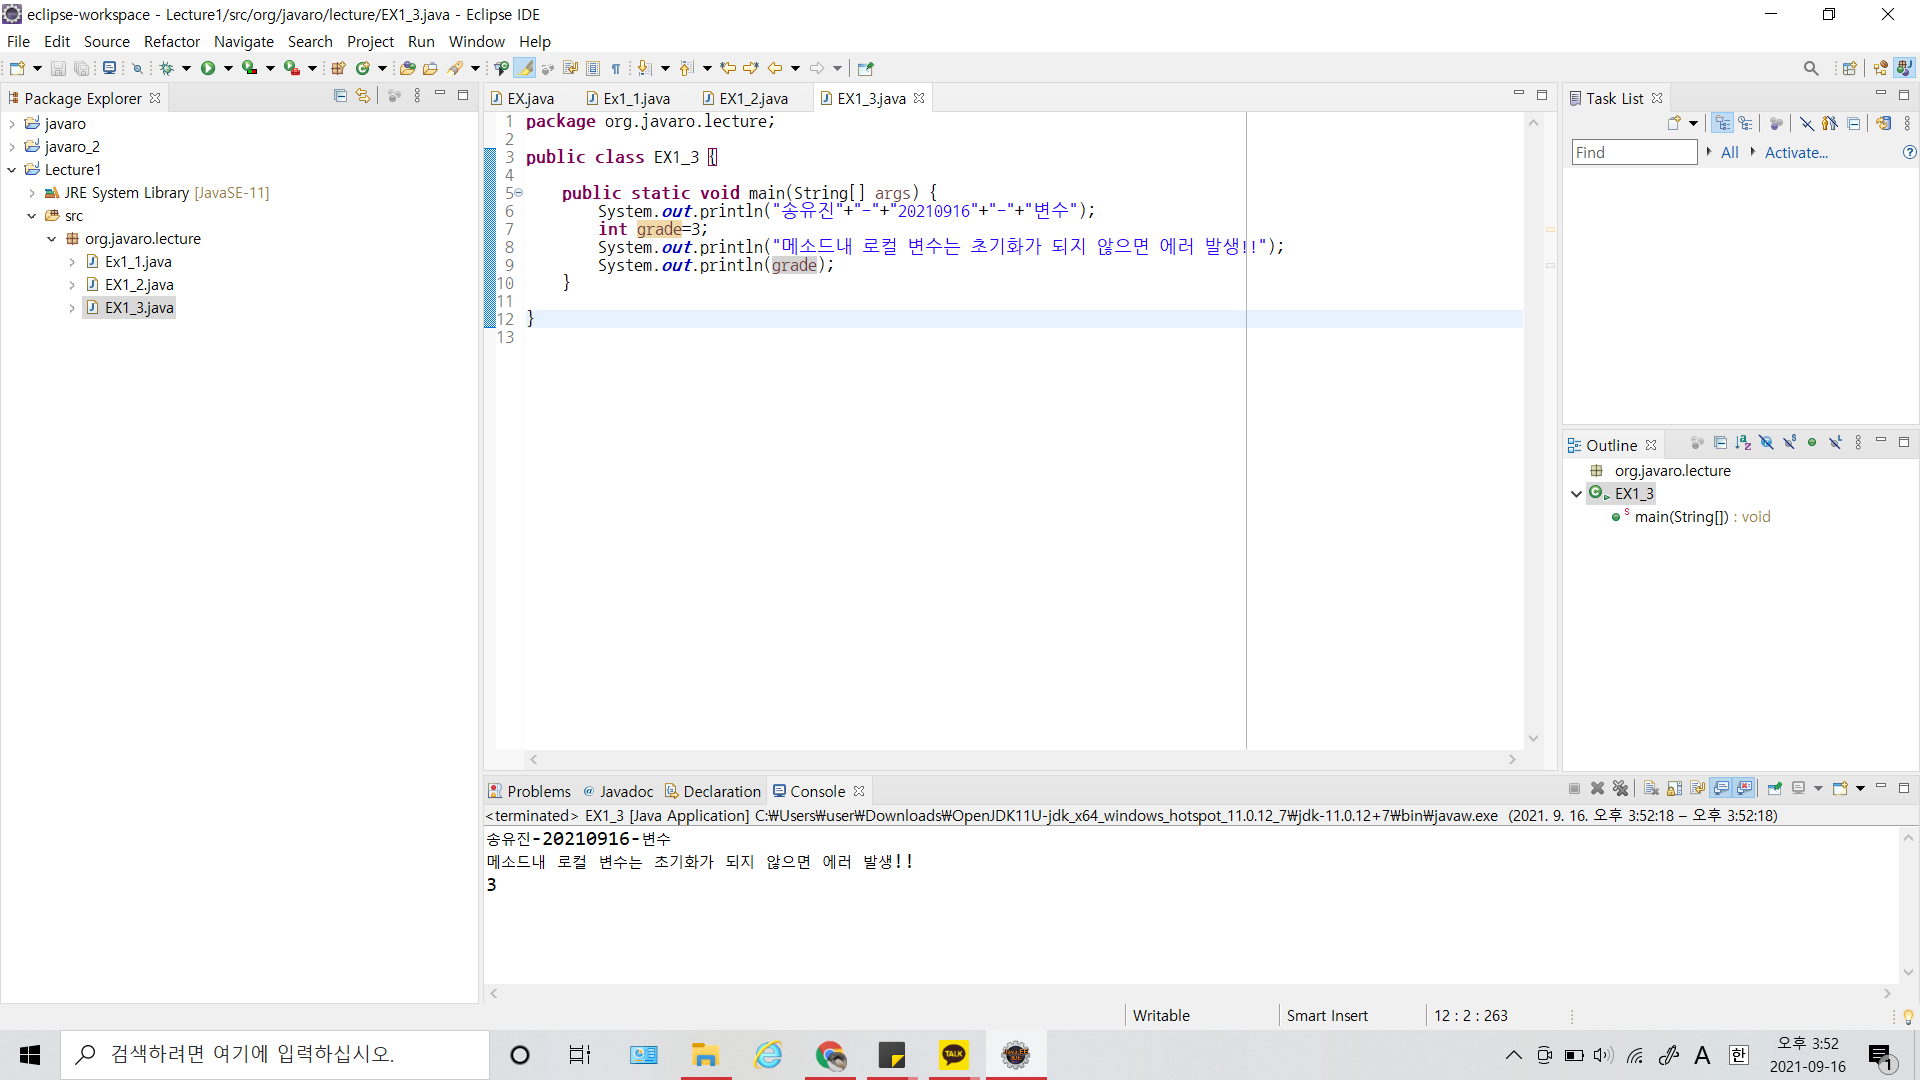 eclipse-workspace - Lecture1/src/org/javaro/lecture/EX1_3.java - Eclipse IDE
File Edit Source Refactor Navigate Search Project Run Window Help
Package Explorer
javaro
javaro_2
Lecture1
JRE System Library [JavaSE-11]
src
org.javaro.lecture
Ex1_1.java
EX1_2.java
EX1_3.java
EX.java Ex1_1.java EX1_2.java EX1_3.java
1 package org.javaro.lecture;
2
3 public class EX1_3 {
4
5 public static void main(String[] args) {
6 System.out.println("송유진"+"-"+"20210916"+"-"+"변수");
7 int grade=3;
8 System.out.println("메소드내 로컬 변수는 초기화가 되지 않으면 에러 발생!!");
9 System.out.println(grade);
10 }
11
12 }
13
Task List
Find All Activate...
Outline
org.javaro.lecture
EX1_3
main(String[]) : void
Problems @ Javadoc Declaration Console
<terminated> EX1_3 [Java Application] C:₩Users₩user₩Downloads₩OpenJDK11U-jdk_x64_windows_hotspot_11.0.12_7₩jdk-11.0.12+7₩bin₩javaw.exe (2021. 9. 16. 오후 3:52:18 – 오후 3:52:18)
송유진-20210916-변수
메소드내 로컬 변수는 초기화가 되지 않으면 에러 발생!!
3
Writable Smart Insert 12 : 2 : 263
검색하려면 여기에 입력하십시오.
TALK
A 한
오후 3:52
2021-09-16
1